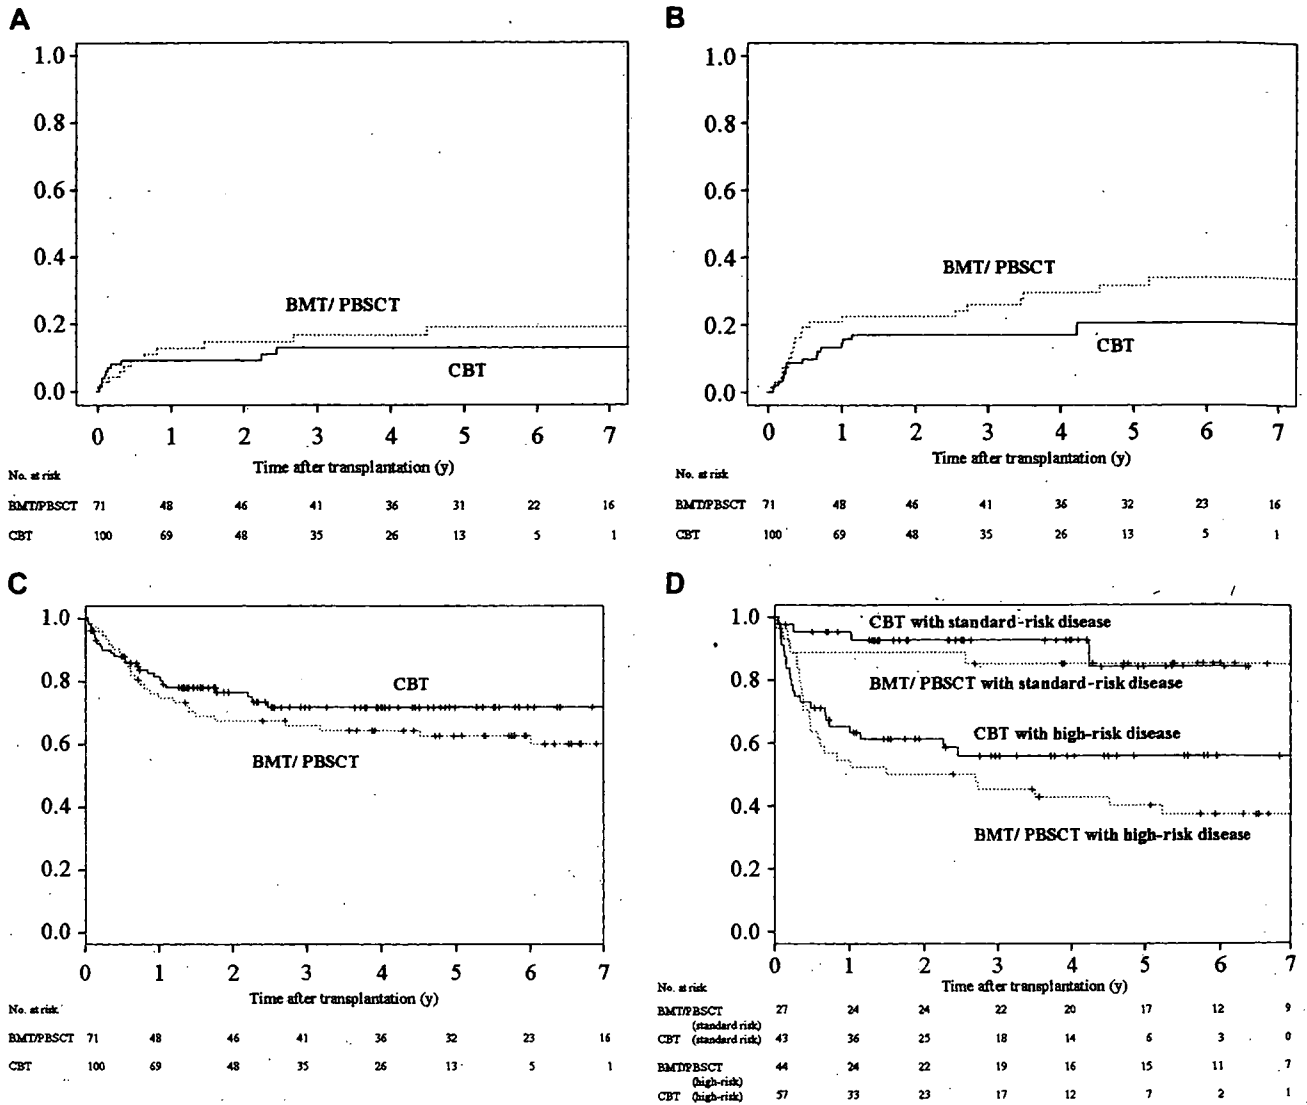 A
1.0
0.8
0.6
0.4
0.2
0.0
BMT/ PBSCT
CBT
0 1 2 3 4 5 6 7
Time after transplantation (y)
No. at risk
BMT/PBSCT 71 48 46 41 36 31 22 16
CBT 100 69 48 35 26 13 5 1
B
1.0
0.8
0.6
0.4
0.2
0.0
BMT/ PBSCT
CBT
0 1 2 3 4 5 6 7
Time after transplantation (y)
No. at risk
BMT/PBSCT 71 48 46 41 36 32 23 16
CBT 100 69 48 35 26 13 5 1
C
1.0
0.8
0.6
0.4
0.2
0.0
CBT
BMT/ PBSCT
0 1 2 3 4 5 6 7
Time after transplantation (y)
No. at risk
BMT/PBSCT 71 48 46 41 36 32 23 16
CBT 100 69 48 35 26 13 5 1
D
1.0
0.8
0.6
0.4
0.2
0.0
CBT with standard-risk disease
BMT/ PBSCT with standard-risk disease
CBT with high-risk disease
BMT/ PBSCT with high-risk disease
0 1 2 3 4 5 6 7
Time after transplantation (y)
No. at risk
BMT/PBSCT 27 24 24 22 20 17 12 9
(standard risk)
CBT (standard risk) 43 36 25 18 14 6 3 0
BMT/PBSCT 44 24 22 19 16 15 11 7
(high-risk)
CBT (high-risk) 57 33 23 17 12 7 2 1